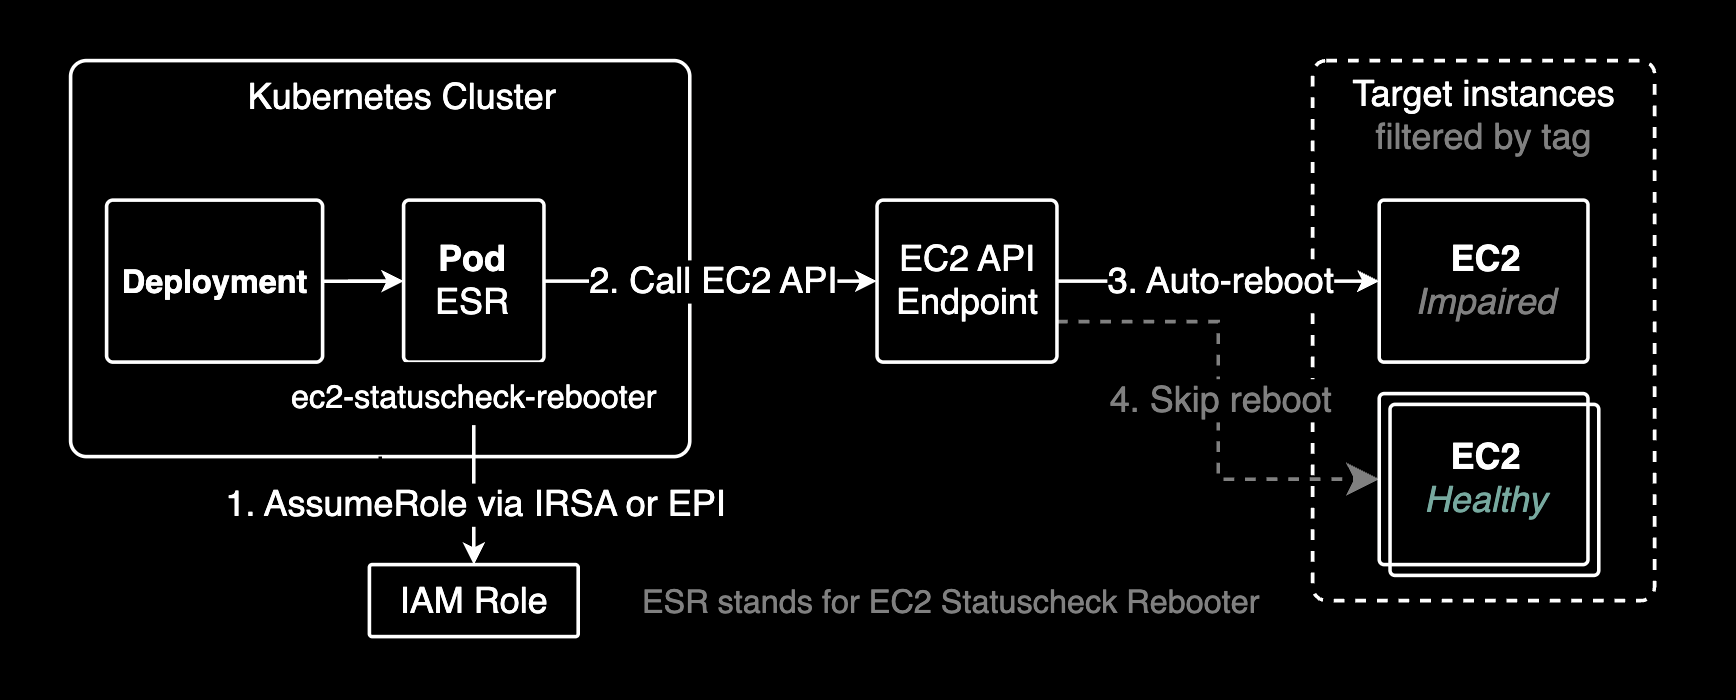 Kubernetes Cluster
Deployment
Pod
ESR
ec2-statuscheck-rebooter
1. AssumeRole via IRSA or EPI
IAM Role
2. Call EC2 API
EC2 API
Endpoint
3. Auto-reboot
4. Skip reboot
Target instances
filtered by tag
EC2
Impaired
EC2
Healthy
ESR stands for EC2 Statuscheck Rebooter